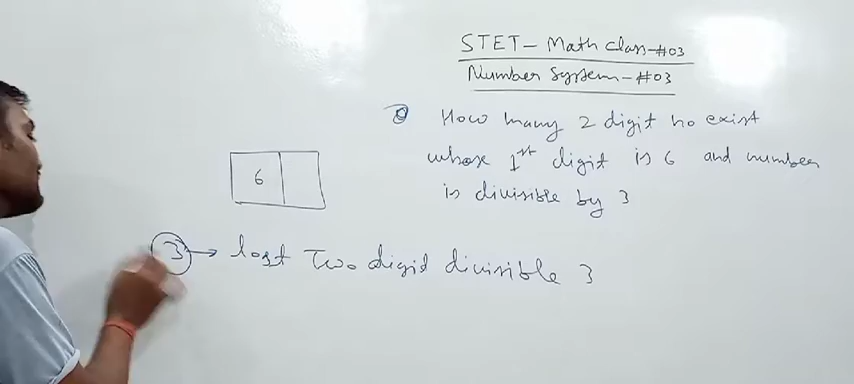 STET - Math Class - #03
Number System - #03
Q How many 2 digit no exist
whose 1st digit is 6 and number
is divisible by 3
6
3 → last Two digit divisible 3